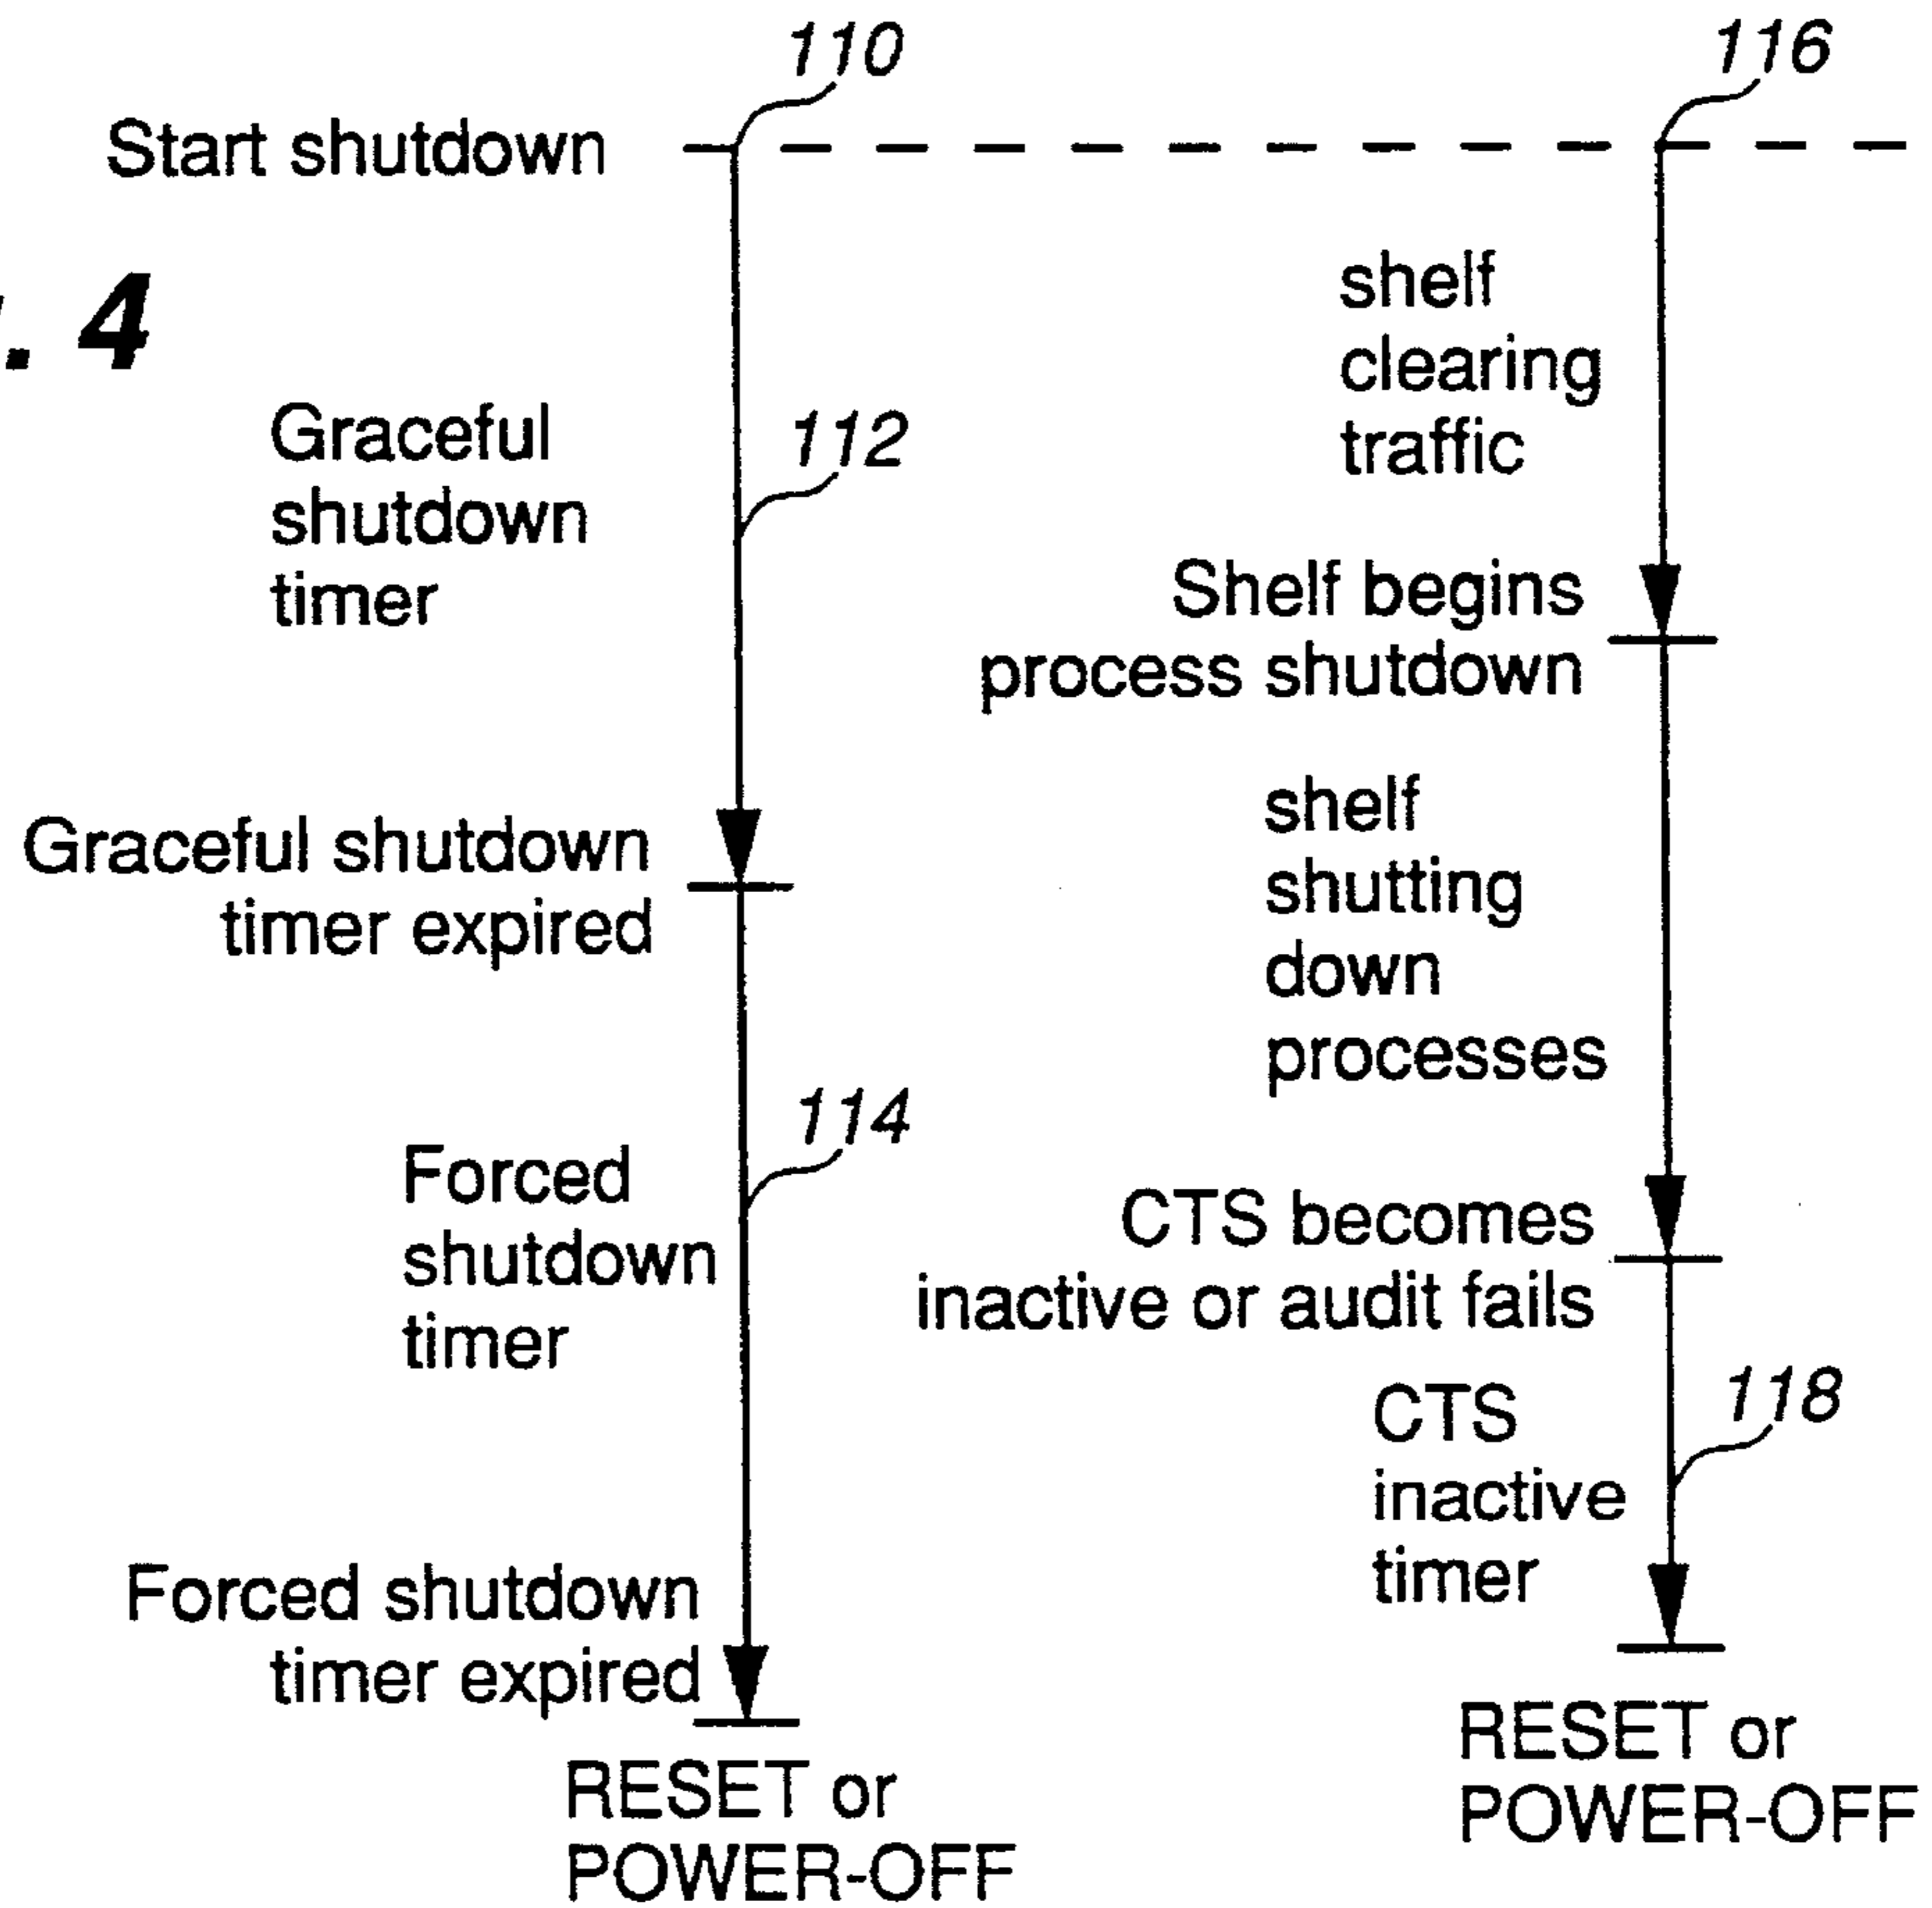 110
116
Start shutdown
. 4
Graceful
shutdown
timer
112
Graceful shutdown
timer expired
Forced
shutdown
timer
114
Forced shutdown
timer expired
RESET or
POWER-OFF
shelf
clearing
traffic
Shelf begins
process shutdown
shelf
shutting
down
processes
CTS becomes
inactive or audit fails
CTS
inactive
timer
118
RESET or
POWER-OFF